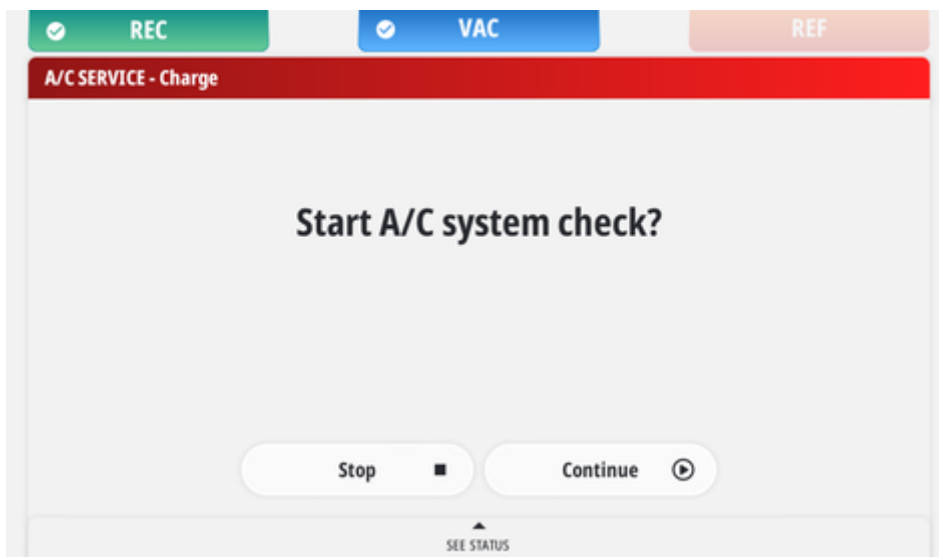 REC
VAC
REF
A/C SERVICE - Charge
Start A/C system check?
Stop
Continue
SEE STATUS